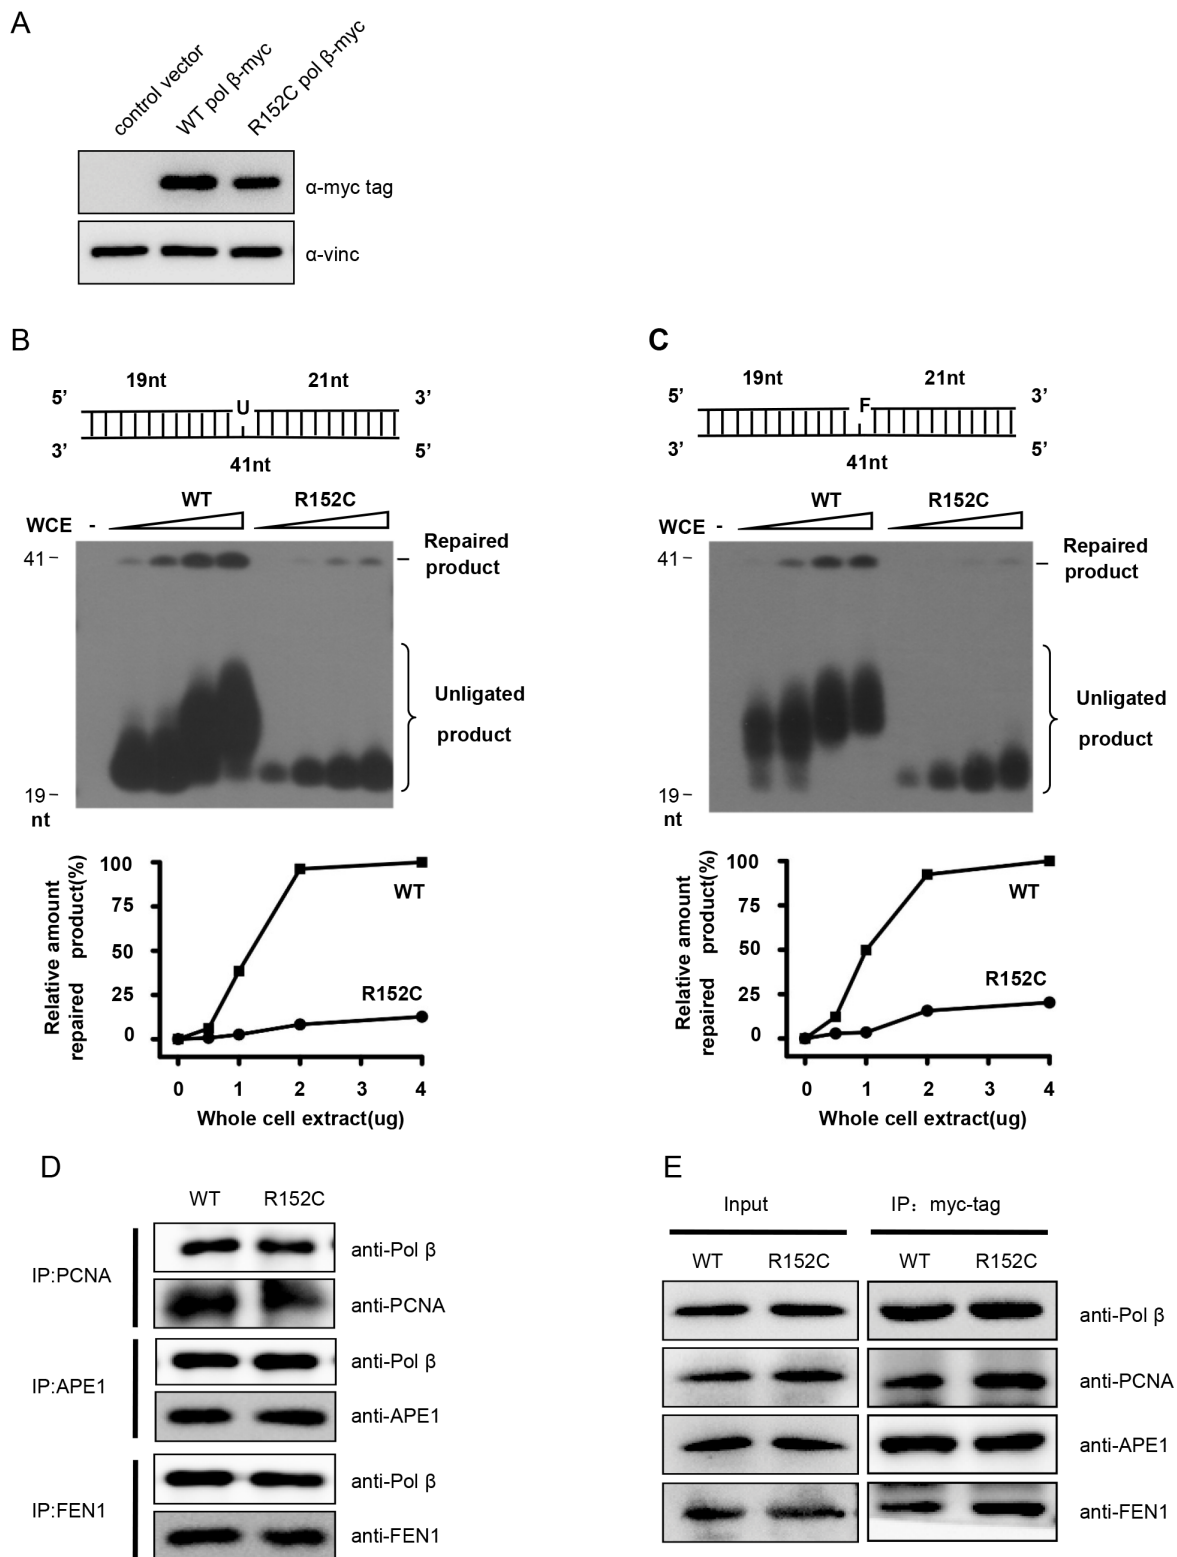 A
control vector
WT pol β-myc
R152C pol β-myc
α-myc tag
α-vinc
B
19nt 21nt
5’ U 3’
3’ 5’
41nt
WT R152C
WCE -
41 –
Repaired
product
Unligated
product
19 –
nt
Relative amount
repaired product(%)
100
75
50
25
0
WT
R152C
0 1 2 3 4
Whole cell extract(ug)
C
19nt 21nt
5’ F 3’
3’ 5’
41nt
WT R152C
WCE -
41 –
Repaired
product
Unligated
product
19 –
nt
Relative amount
repaired product(%)
100
75
50
25
0
WT
R152C
0 1 2 3 4
Whole cell extract(ug)
D
WT R152C
IP:PCNA
anti-Pol β
anti-PCNA
IP:APE1
anti-Pol β
anti-APE1
IP:FEN1
anti-Pol β
anti-FEN1
E
Input IP: myc-tag
WT R152C WT R152C
anti-Pol β
anti-PCNA
anti-APE1
anti-FEN1